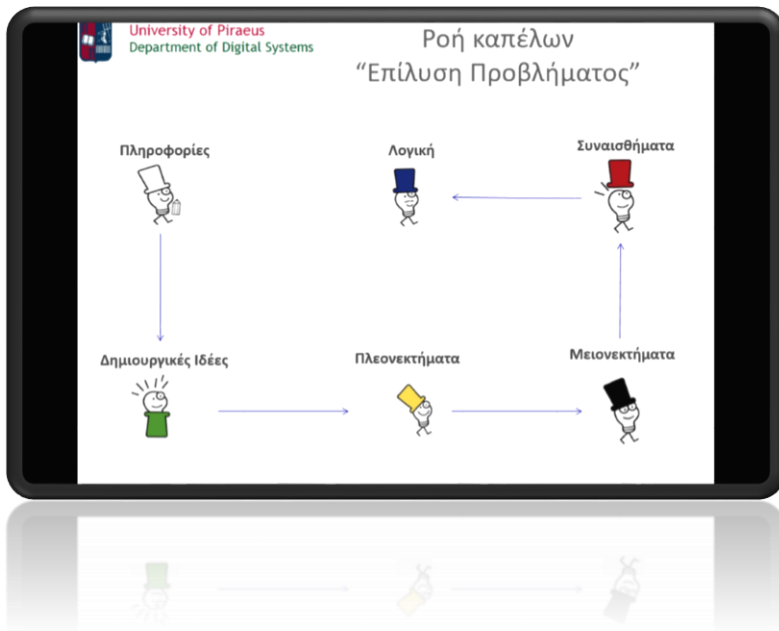 University of Piraeus
Department of Digital Systems
Ροή καπέλων
“Επίλυση Προβλήματος”
Πληροφορίες
Λογική
Συναισθήματα
Δημιουργικές Ιδέες
Πλεονεκτήματα
Μειονεκτήματα